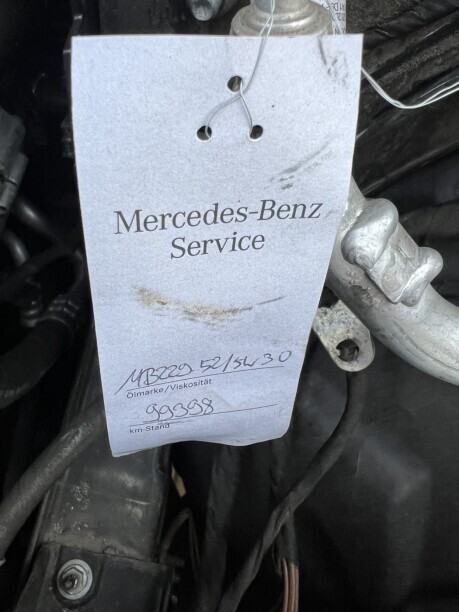 Mercedes-Benz
Service
MB229 52/5W30
Ölmarke/Viskosität
99998
km-Stand